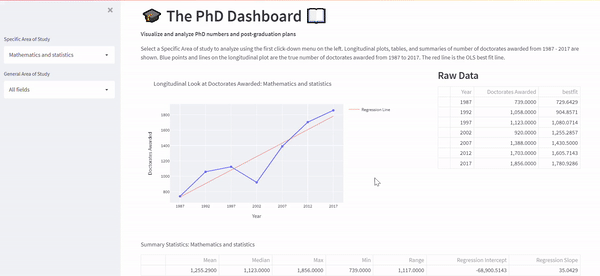 The PhD Dashboard
Visualize and analyze PhD numbers and post-graduation plans
Specific Area of Study
Mathematics and statistics
General Area of Study
All fields
Select a Specific Area of study to analyze using the first click-down menu on the left. Longitudinal plots, tables, and summaries of number of doctorates awarded from 1987 - 2017 are
shown. Blue points and lines on the longitudinal plot are the true number of doctorates awarded from 1987 to 2017. The red line is the OLS best fit line.
Longitudinal Look at Doctorates Awarded: Mathematics and statistics
Regression Line
Doctorates Awarded
1800
1600
1400
1200
1000
800
1987 1992 1997 2002 2007 2012 2017
Year
Raw Data
Year Doctorates Awarded bestfit
1987 739.0000 729.6429
1992 1,058.0000 904.8571
1997 1,123.0000 1,080.0714
2002 920.0000 1,255.2857
2007 1,388.0000 1,430.5000
2012 1,703.0000 1,605.7143
2017 1,856.0000 1,780.9286
Summary Statistics: Mathematics and statistics
Mean Median Max Min Range Regression Intercept Regression Slope
1,255.2900 1,123.0000 1,856.0000 739.0000 1,117.0000 -68,900.5143 35.0429